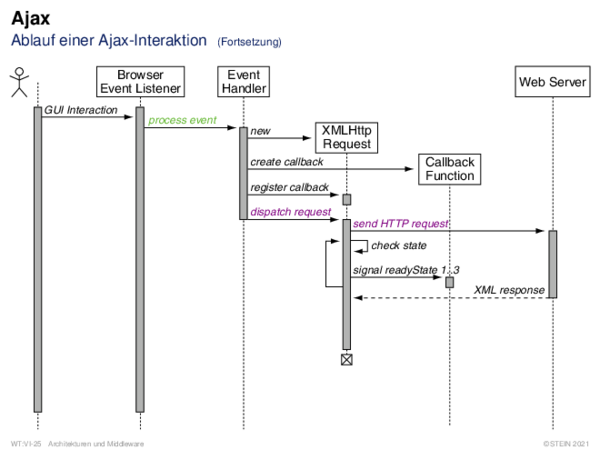 Ajax
Ablauf einer Ajax-Interaktion (Fortsetzung)
Browser
Event Listener
Event
Handler
Web Server
GUI Interaction
process event
new
XMLHttp
Request
create callback
Callback
Function
register callback
dispatch request
send HTTP request
check state
signal readyState 1..3
XML response
WT:VI-25 Architekturen und Middleware
©STEIN 2021